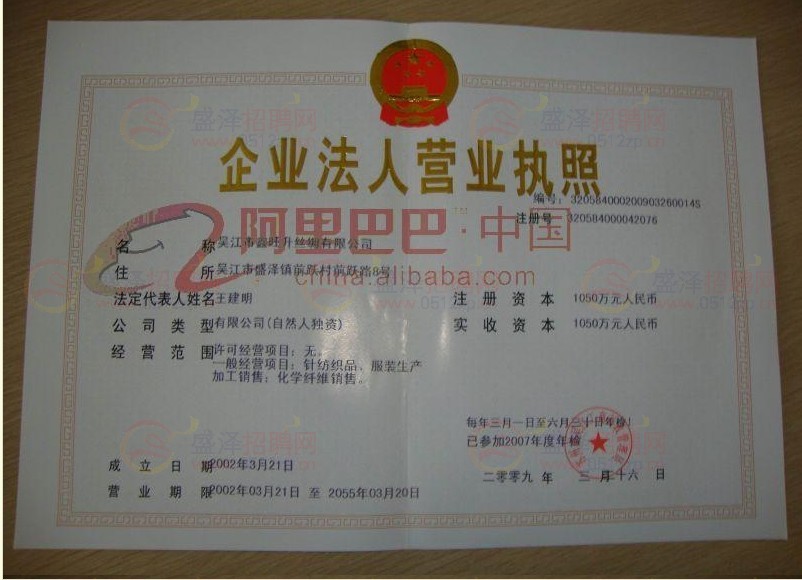 企业法人营业执照
编号：320584000200903260014S
注册号 320584000042076
阿里巴巴·中国
china.alibaba.com
名称 吴江市鑫旺升丝绸有限公司
住所 吴江市盛泽镇前跃村前跃路8号
法定代表人姓名 王建明 注册资本 1050万元人民币
公司类型 有限公司(自然人独资) 实收资本 1050万元人民币
经营范围 许可经营项目：无。
一般经营项目：针纺织品、服装生产
加工销售；化学纤维销售。
每年三月一日至六月三十日年检！
已参加2007年度年检
成立日期 2002年3月21日
二零零九年 三月二十六日
营业期限 2002年03月21日 至 2055年03月20日
盛泽招聘网
www.0512zp.cn